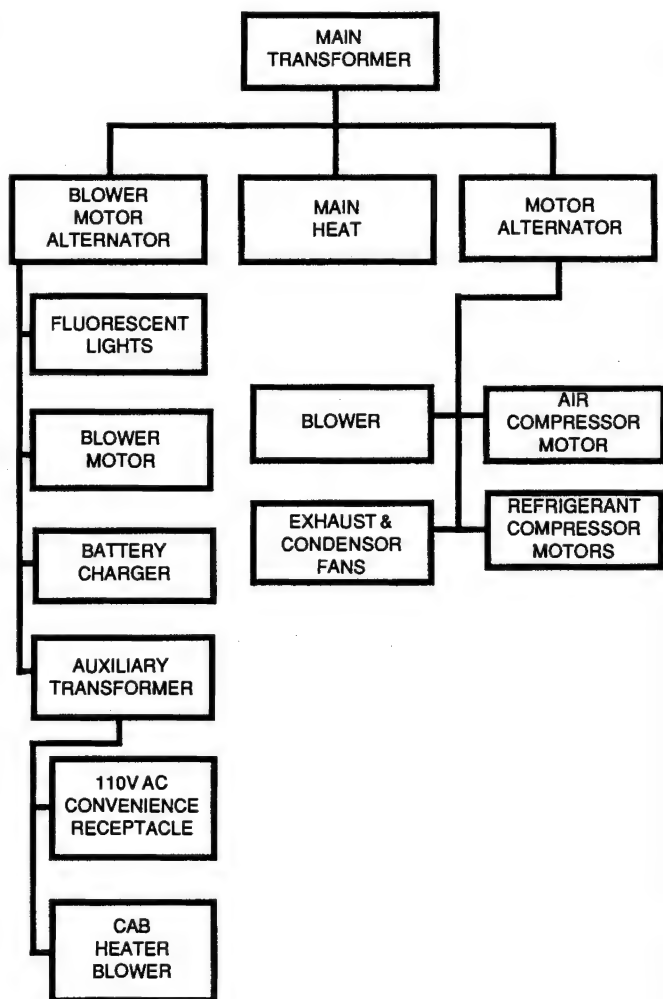 MAIN
TRANSFORMER
BLOWER
MOTOR
ALTERNATOR
MAIN
HEAT
MOTOR
ALTERNATOR
FLUORESCENT
LIGHTS
BLOWER
MOTOR
BATTERY
CHARGER
AUXILIARY
TRANSFORMER
110V AC
CONVENIENCE
RECEPTACLE
CAB
HEATER
BLOWER
BLOWER
AIR
COMPRESSOR
MOTOR
EXHAUST &
CONDENSOR
FANS
REFRIGERANT
COMPRESSOR
MOTORS